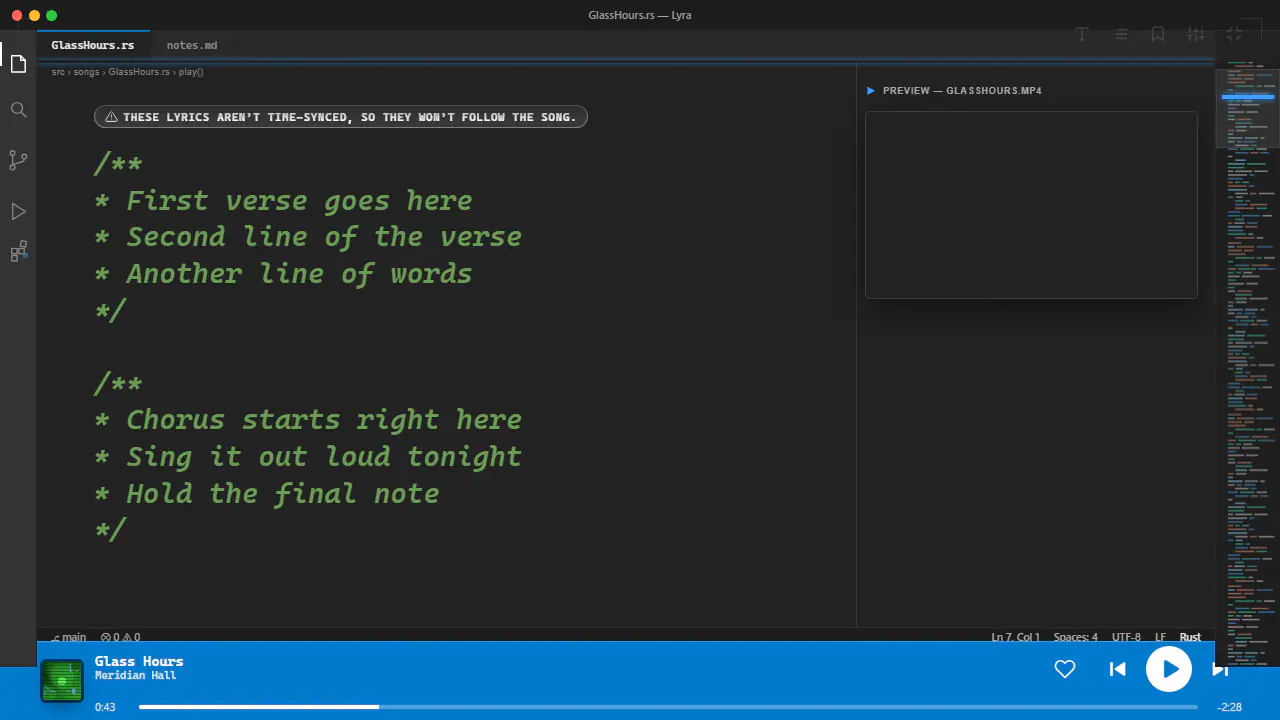 GlassHours.rs — Lyra
GlassHours.rs notes.md
src › songs › GlassHours.rs › play()
PREVIEW — GLASSHOURS.MP4
THESE LYRICS AREN'T TIME-SYNCED, SO THEY WON'T FOLLOW THE SONG.
/**
* First verse goes here
* Second line of the verse
* Another line of words
*/
/**
* Chorus starts right here
* Sing it out loud tonight
* Hold the final note
*/
main 0 0 Ln 7, Col 1 Spaces: 4 UTF-8 LF Rust
Glass Hours
Meridian Hall
0:43 -2:28